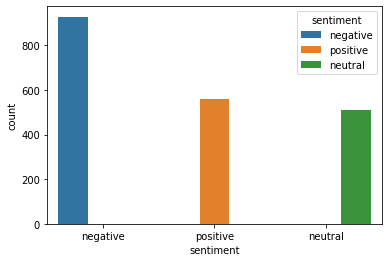 sentiment
negative
positive
neutral
800
600
400
200
0
count
negative positive neutral
sentiment